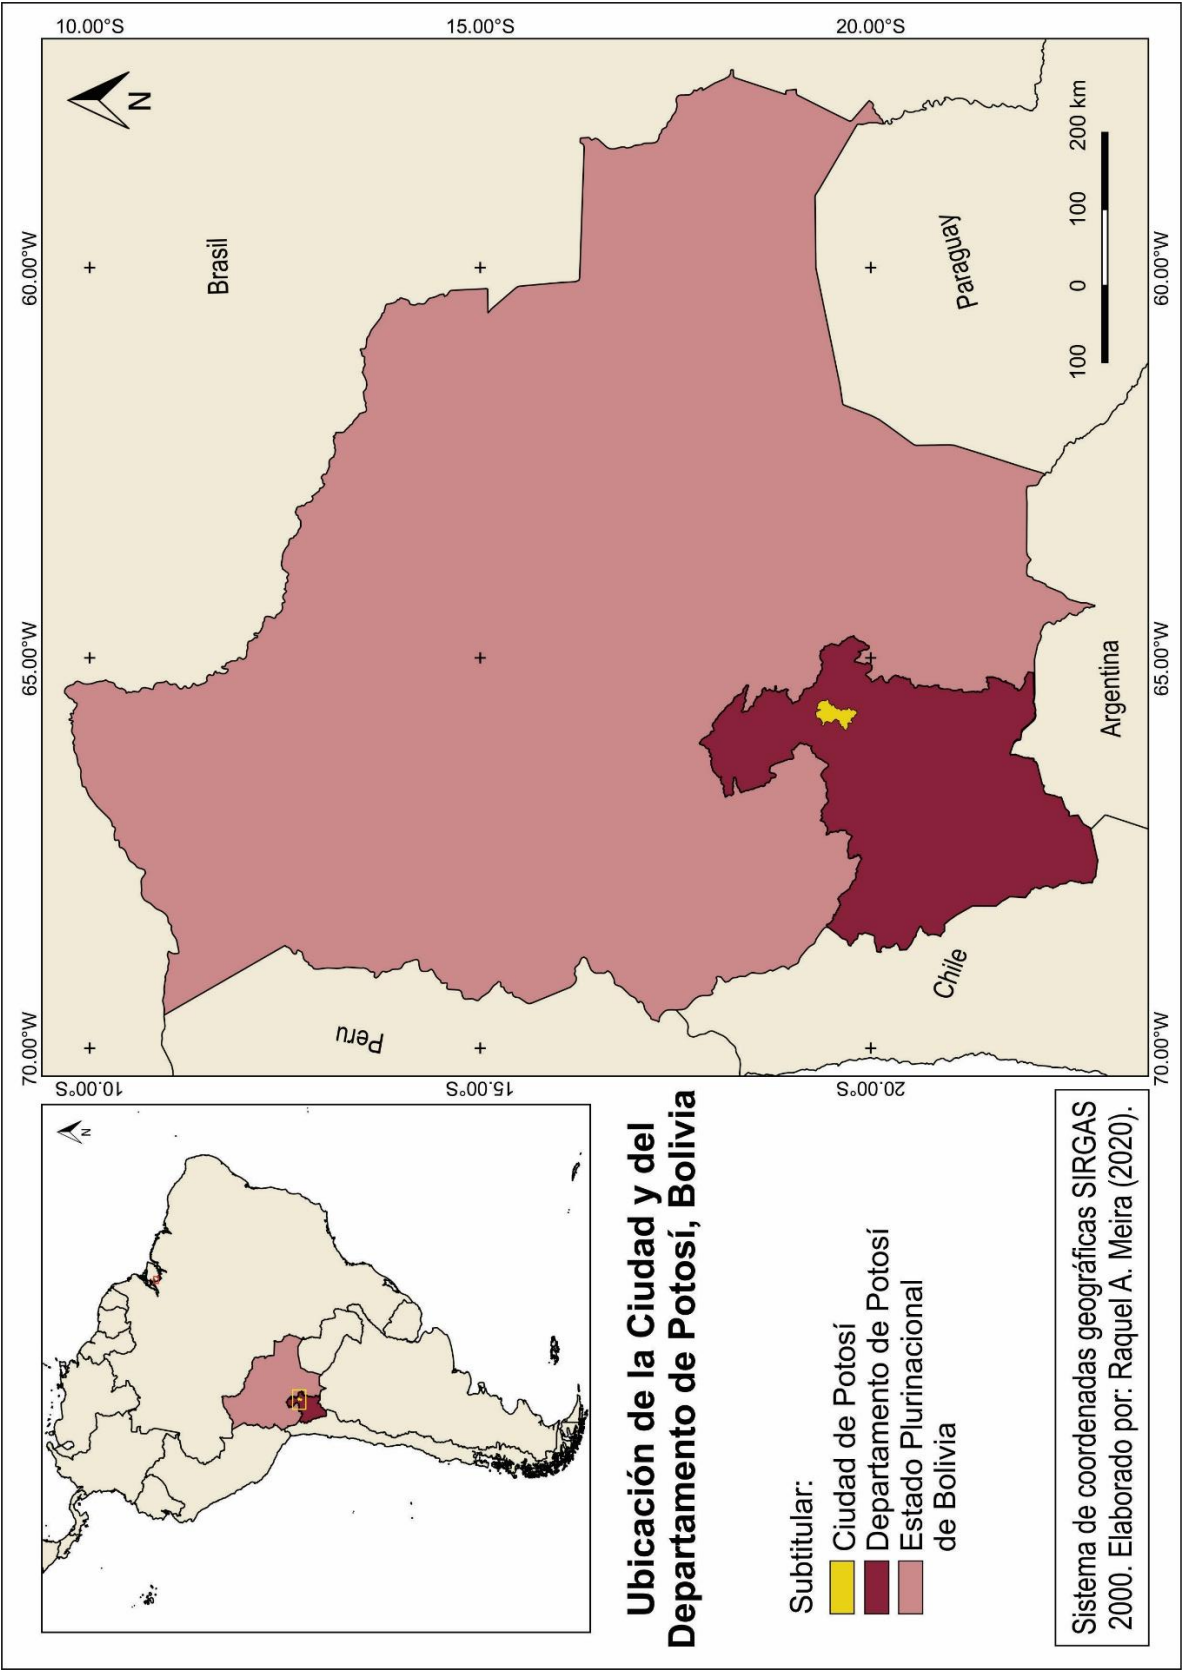 N
Ubicación de la Ciudad y del
Departamento de Potosí, Bolivia
Subtitular:
Ciudad de Potosí
Departamento de Potosí
Estado Plurinacional
de Bolivia
Sistema de coordenadas geográficas SIRGAS
2000. Elaborado por: Raquel A. Meira (2020).
70.00°W
65.00°W
60.00°W
10.00°S
10.00°S
N
Brasil
Peru
15.00°S
15.00°S
20.00°S
20.00°S
Chile
Argentina
Paraguay
100 0 100 200 km
70.00°W
65.00°W
60.00°W